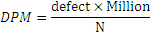 DPM = defect × Million / N